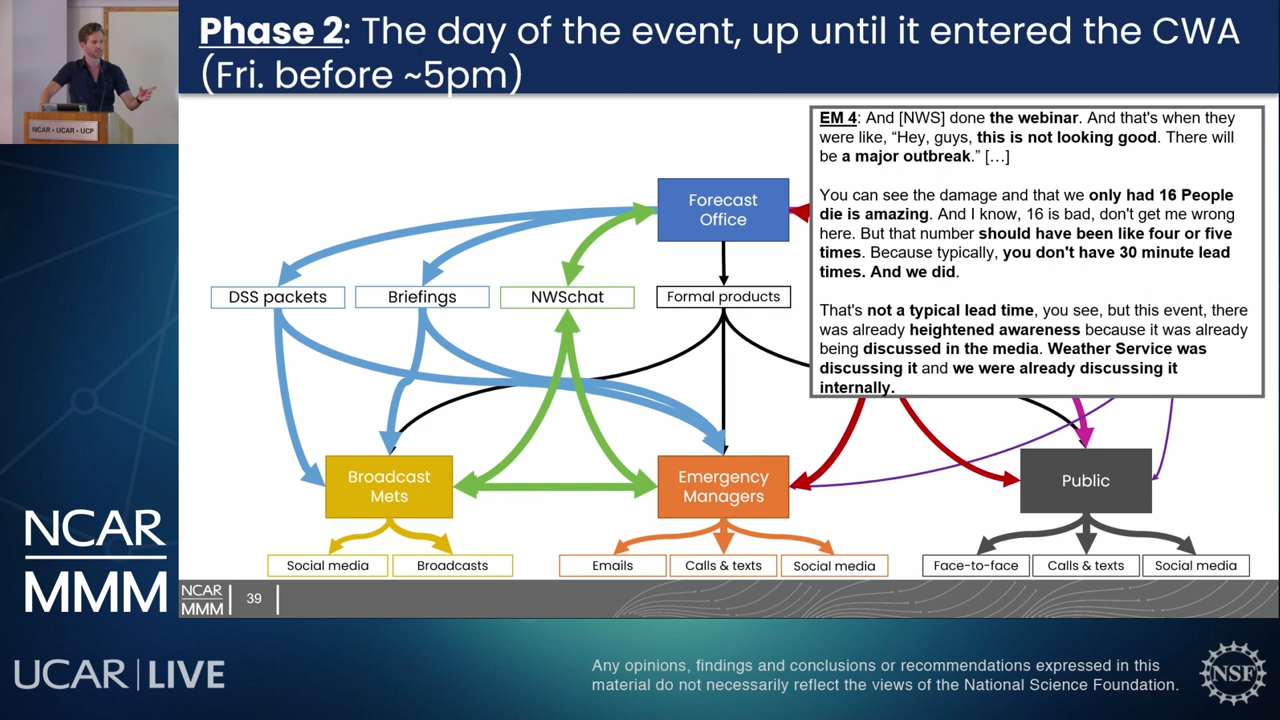 Phase 2: The day of the event, up until it entered the CWA
(Fri. before ~5pm)
NCAR • UCAR • UCP
EM 4: And [NWS] done the webinar. And that's when they
were like, “Hey, guys, this is not looking good. There will
be a major outbreak.” […]
You can see the damage and that we only had 16 People
die is amazing. And I know, 16 is bad, don't get me wrong
here. But that number should have been like four or five
times. Because typically, you don't have 30 minute lead
times. And we did.
That's not a typical lead time, you see, but this event, there
was already heightened awareness because it was already
being discussed in the media. Weather Service was
discussing it and we were already discussing it
internally.
Forecast
Office
DSS packets
Briefings
NWSchat
Formal products
Broadcast
Mets
Emergency
Managers
Public
Social media
Broadcasts
Emails
Calls & texts
Social media
Face-to-face
Calls & texts
Social media
NCAR
MMM
NCAR
MMM
39
UCAR | LIVE
Any opinions, findings and conclusions or recommendations expressed in this
material do not necessarily reflect the views of the National Science Foundation.
NSF